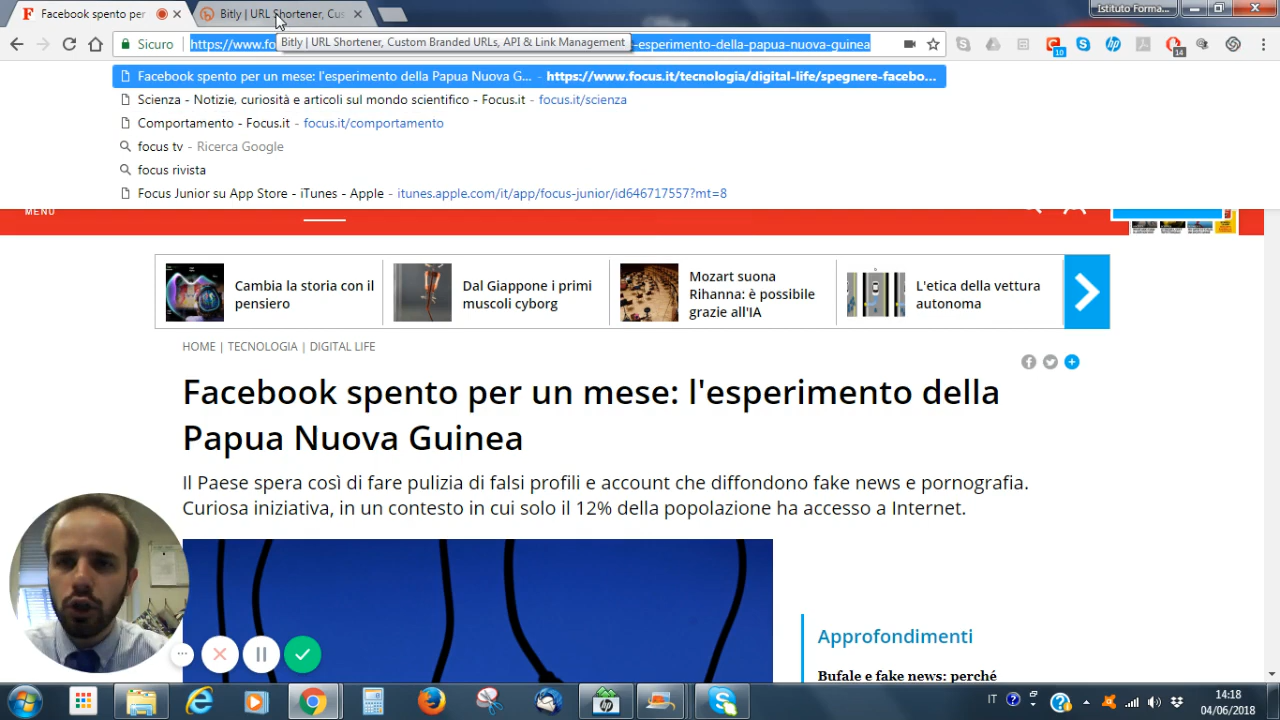 Facebook spento per
Bitly | URL Shortener, Cus
Istituto Forma...
Sicuro
https://www.fo
-esperimento-della-papua-nuova-guinea
Bitly | URL Shortener, Custom Branded URLs, API & Link Management
10
14
Facebook spento per un mese: l'esperimento della Papua Nuova G... - https://www.focus.it/tecnologia/digital-life/spegnere-facebo...
Scienza - Notizie, curiosità e articoli sul mondo scientifico - Focus.it - focus.it/scienza
Comportamento - Focus.it - focus.it/comportamento
focus tv - Ricerca Google
focus rivista
Focus Junior su App Store - iTunes - Apple - itunes.apple.com/it/app/focus-junior/id646717557?mt=8
MENU
Cambia la storia con il
pensiero
Dal Giappone i primi
muscoli cyborg
Mozart suona
Rihanna: è possibile
grazie all'IA
L'etica della vettura
autonoma
HOME | TECNOLOGIA | DIGITAL LIFE
Facebook spento per un mese: l'esperimento della
Papua Nuova Guinea
Il Paese spera così di fare pulizia di falsi profili e account che diffondono fake news e pornografia.
Curiosa iniziativa, in un contesto in cui solo il 12% della popolazione ha accesso a Internet.
Approfondimenti
Bufale e fake news: perché
IT
14:18
04/06/2018